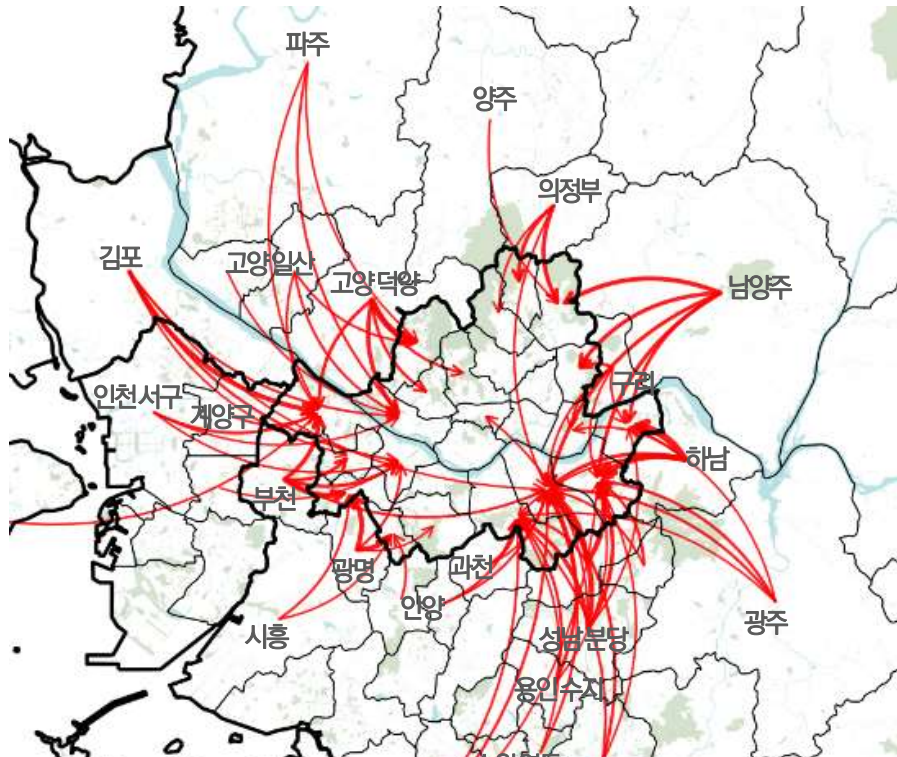 파주
양주
의정부
김포
고양 일산
고양 덕양
남양주
구리
인천 서구
계양구
하남
부천
광명
과천
안양
광주
시흥
성남 분당
용인 수지